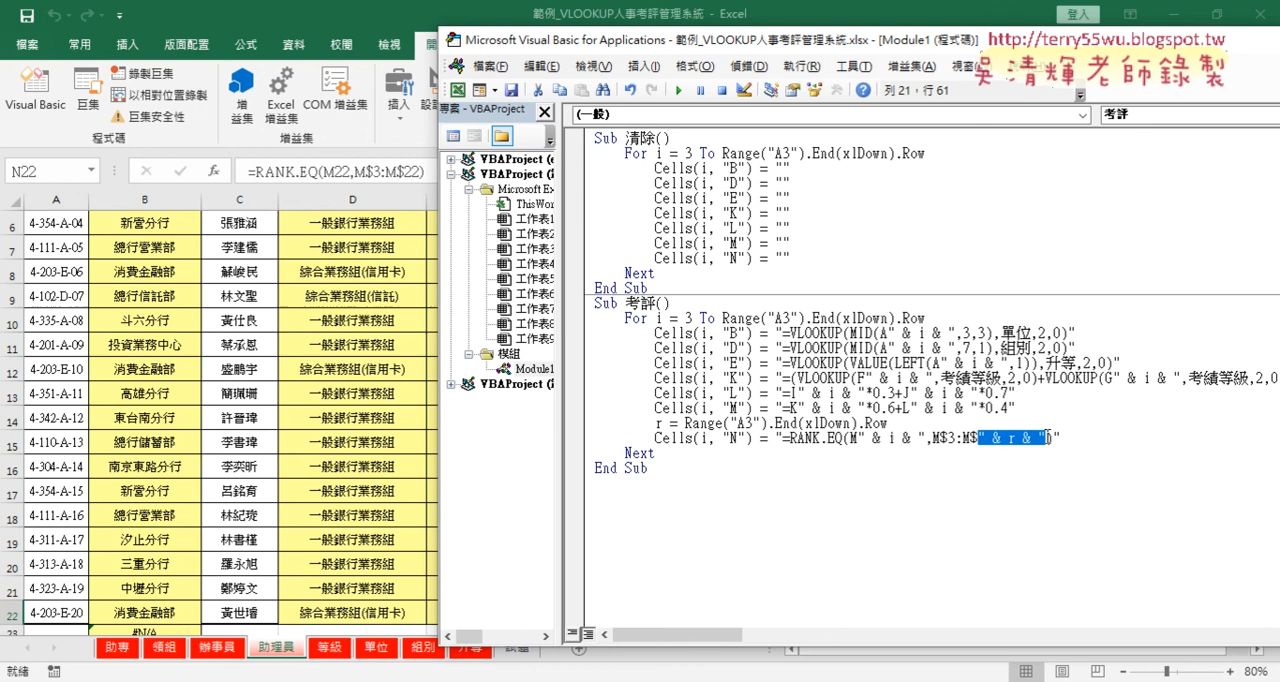 範例_VLOOKUP人事考評管理系統 - Excel
登入
檔案 常用 插入 版面配置 公式 資料 校閱 檢視
Visual Basic
巨集
錄製巨集
以相對位置錄製
巨集安全性
程式碼
增益集
Excel 增益集
COM 增益集
增益集
插入
N22
=RANK.EQ(M22,M$3:M$22)
A B C D
6 4-354-A-04 新營分行 張雅涵 一般銀行業務組
7 4-111-A-05 總行營業部 李建儒 一般銀行業務組
8 4-203-E-06 消費金融部 蘇峻民 綜合業務組(信用卡)
9 4-102-D-07 總行信託部 林文聖 綜合業務組(信託)
10 4-335-A-08 斗六分行 黃仕良 一般銀行業務組
11 4-201-A-09 投資業務中心 蔡承恩 一般銀行業務組
12 4-203-E-10 消費金融部 盛鵬宇 綜合業務組(信用卡)
13 4-351-A-11 高雄分行 簡珮珊 一般銀行業務組
14 4-342-A-12 東台南分行 許晉瑋 一般銀行業務組
15 4-110-A-13 總行儲蓄部 李書瑋 一般銀行業務組
16 4-304-A-14 南京東路分行 李奕昕 一般銀行業務組
17 4-354-A-15 新營分行 呂銘育 一般銀行業務組
18 4-111-A-16 總行營業部 林紀琁 一般銀行業務組
19 4-311-A-17 汐止分行 林書槿 一般銀行業務組
20 4-313-A-18 三重分行 羅永旭 一般銀行業務組
21 4-323-A-19 中壢分行 鄭婷文 一般銀行業務組
22 4-203-E-20 消費金融部 黃世璿 綜合業務組(信用卡)
23 #N/A
助專 領組 辦事員 助理員 等級 單位 組別 升等
就緒
80%
Microsoft Visual Basic for Applications - 範例_VLOOKUP人事考評管理系統.xlsx - [Module1 (程式碼)]
http://terry55wu.blogspot.tw
吳清輝老師錄製
檔案(F) 編輯(E) 檢視(V) 插入(I) 格式(O) 偵錯(D) 執行(R) 工具(T) 增益集(A)
列 21，行 61
專案 - VBAProject
VBAProject (
VBAProject (
Microsoft Ex
ThisWor
工作表1
工作表2
工作表3
工作表4
工作表5
工作表6
工作表7
工作表8
工作表9
模組
Module1
VBAProject (
(一般)
考評
Sub 清除()
For i = 3 To Range("A3").End(xlDown).Row
Cells(i, "B") = ""
Cells(i, "D") = ""
Cells(i, "E") = ""
Cells(i, "K") = ""
Cells(i, "L") = ""
Cells(i, "M") = ""
Cells(i, "N") = ""
Next
End Sub
Sub 考評()
For i = 3 To Range("A3").End(xlDown).Row
Cells(i, "B") = "=VLOOKUP(MID(A" & i & ",3,3),單位,2,0)"
Cells(i, "D") = "=VLOOKUP(MID(A" & i & ",7,1),組別,2,0)"
Cells(i, "E") = "=VLOOKUP(VALUE(LEFT(A" & i & ",1)),升等,2,0)"
Cells(i, "K") = "=(VLOOKUP(F" & i & ",考績等級,2,0)+VLOOKUP(G" & i & ",考績等級,2,0
Cells(i, "L") = "=I" & i & "*0.3+J" & i & "*0.7"
Cells(i, "M") = "=K" & i & "*0.6+L" & i & "*0.4"
r = Range("A3").End(xlDown).Row
Cells(i, "N") = "=RANK.EQ(M" & i & ",M$3:M$" & r & ")"
Next
End Sub